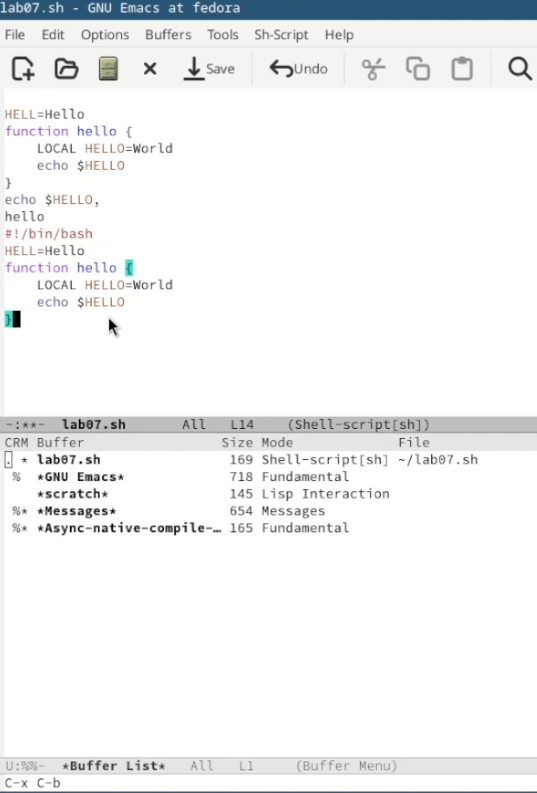 lab07.sh - GNU Emacs at fedora
File Edit Options Buffers Tools Sh-Script Help
Save Undo
HELL=Hello
function hello {
    LOCAL HELLO=World
    echo $HELLO
}
echo $HELLO,
hello
#!/bin/bash
HELL=Hello
function hello {
    LOCAL HELLO=World
    echo $HELLO
}
-:**-  lab07.sh       All   L14    (Shell-script[sh])
CRM Buffer                Size Mode             File
. * lab07.sh               169 Shell-script[sh] ~/lab07.sh
 %  *GNU Emacs*            718 Fundamental
    *scratch*              145 Lisp Interaction
 %* *Messages*             654 Messages
 %* *Async-native-compile-… 165 Fundamental
U:%%-  *Buffer List*   All   L1     (Buffer Menu)
C-x C-b